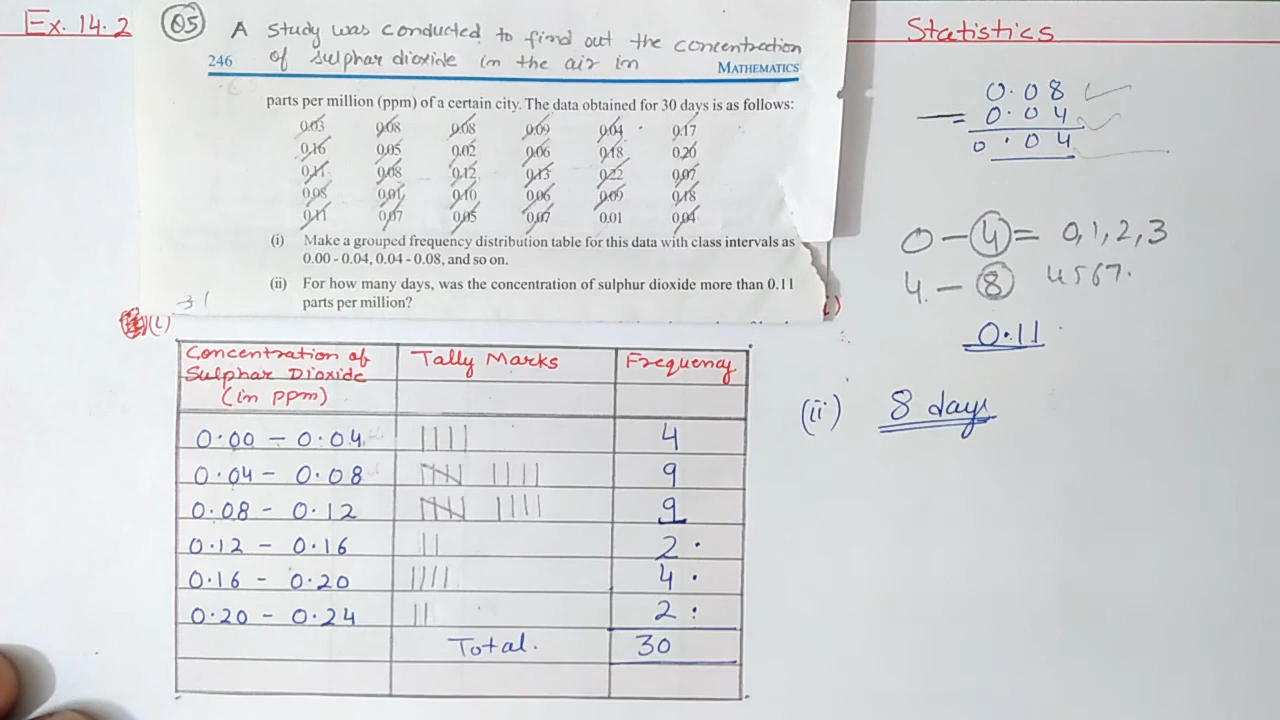 Ex. 14.2
Q5 A study was conducted to find out the concentration
of Sulphar dioxide in the air in
246 MATHEMATICS
Statistics
parts per million (ppm) of a certain city. The data obtained for 30 days is as follows:
0.03 0.08 0.08 0.09 0.04 0.17
0.16 0.05 0.02 0.06 0.18 0.20
0.11 0.08 0.12 0.13 0.22 0.07
0.08 0.01 0.10 0.06 0.09 0.18
0.11 0.07 0.05 0.07 0.01 0.04
(i) Make a grouped frequency distribution table for this data with class intervals as
0.00 - 0.04, 0.04 - 0.08, and so on.
(ii) For how many days, was the concentration of sulphur dioxide more than 0.11
parts per million?
0.08
0.04
0.04
0 – 4 = 0,1,2,3
4 – 8 4567.
0.11
(ii) 8 days
(i)
Concentration of Sulphar Dioxide (in ppm) Tally Marks Frequency
0.00 – 0.04 |||| 4
0.04 – 0.08 9
0.08 – 0.12 9
0.12 – 0.16 || 2
0.16 – 0.20 |||| 4
0.20 – 0.24 || 2
Total. 30